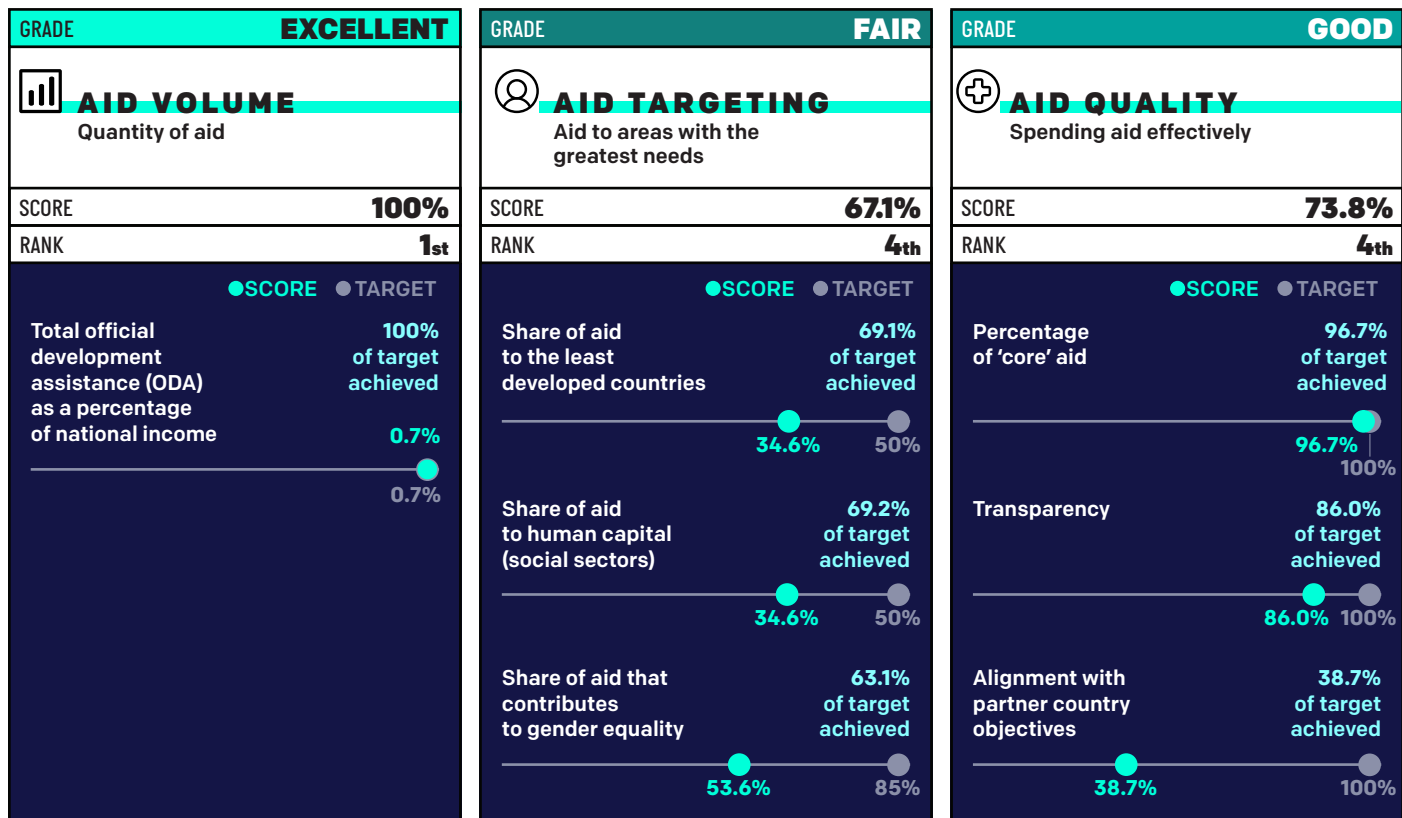 GRADE EXCELLENT
AID VOLUME
Quantity of aid
SCORE 100%
RANK 1st
SCORE TARGET
Total official 100%
development of target
assistance (ODA) achieved
as a percentage
of national income 0.7%
0.7%
GRADE FAIR
AID TARGETING
Aid to areas with the
greatest needs
SCORE 67.1%
RANK 4th
SCORE TARGET
Share of aid 69.1%
to the least of target
developed countries achieved
34.6% 50%
Share of aid 69.2%
to human capital of target
(social sectors) achieved
34.6% 50%
Share of aid that 63.1%
contributes of target
to gender equality achieved
53.6% 85%
GRADE GOOD
AID QUALITY
Spending aid effectively
SCORE 73.8%
RANK 4th
SCORE TARGET
Percentage 96.7%
of ‘core’ aid of target
achieved
96.7%
100%
Transparency 86.0%
of target
achieved
86.0% 100%
Alignment with 38.7%
partner country of target
objectives achieved
38.7% 100%